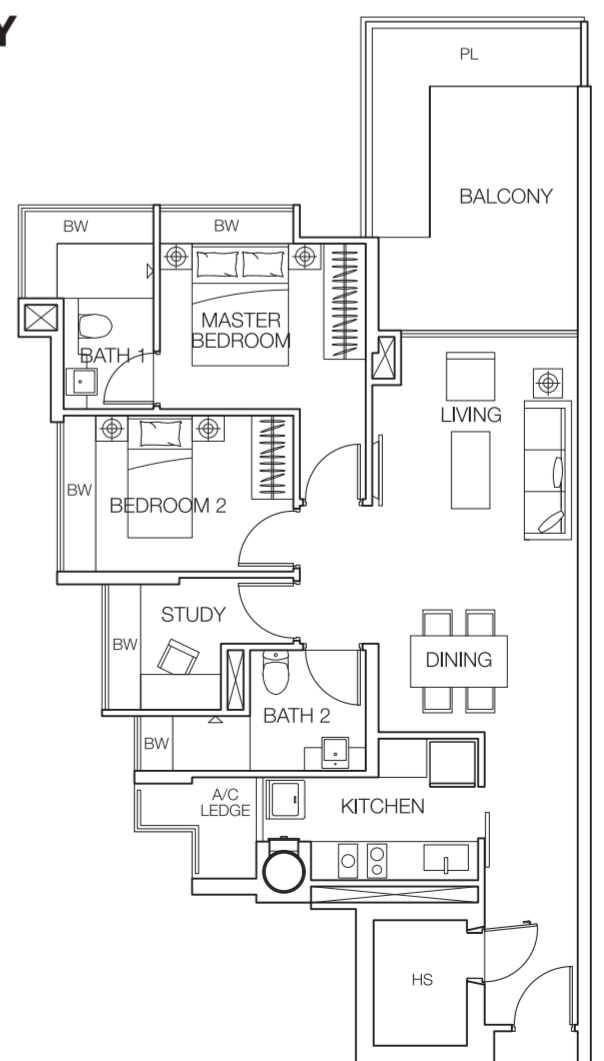 Y
PL
BALCONY
BW
BW
MASTER
BEDROOM
BATH 1
LIVING
BW
BEDROOM 2
STUDY
BW
DINING
BATH 2
BW
A/C
LEDGE
KITCHEN
HS